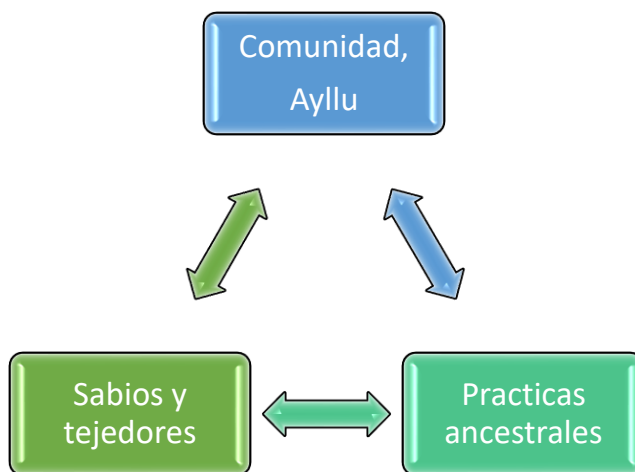 Comunidad,
Ayllu
Sabios y
tejedores
Practicas
ancestrales